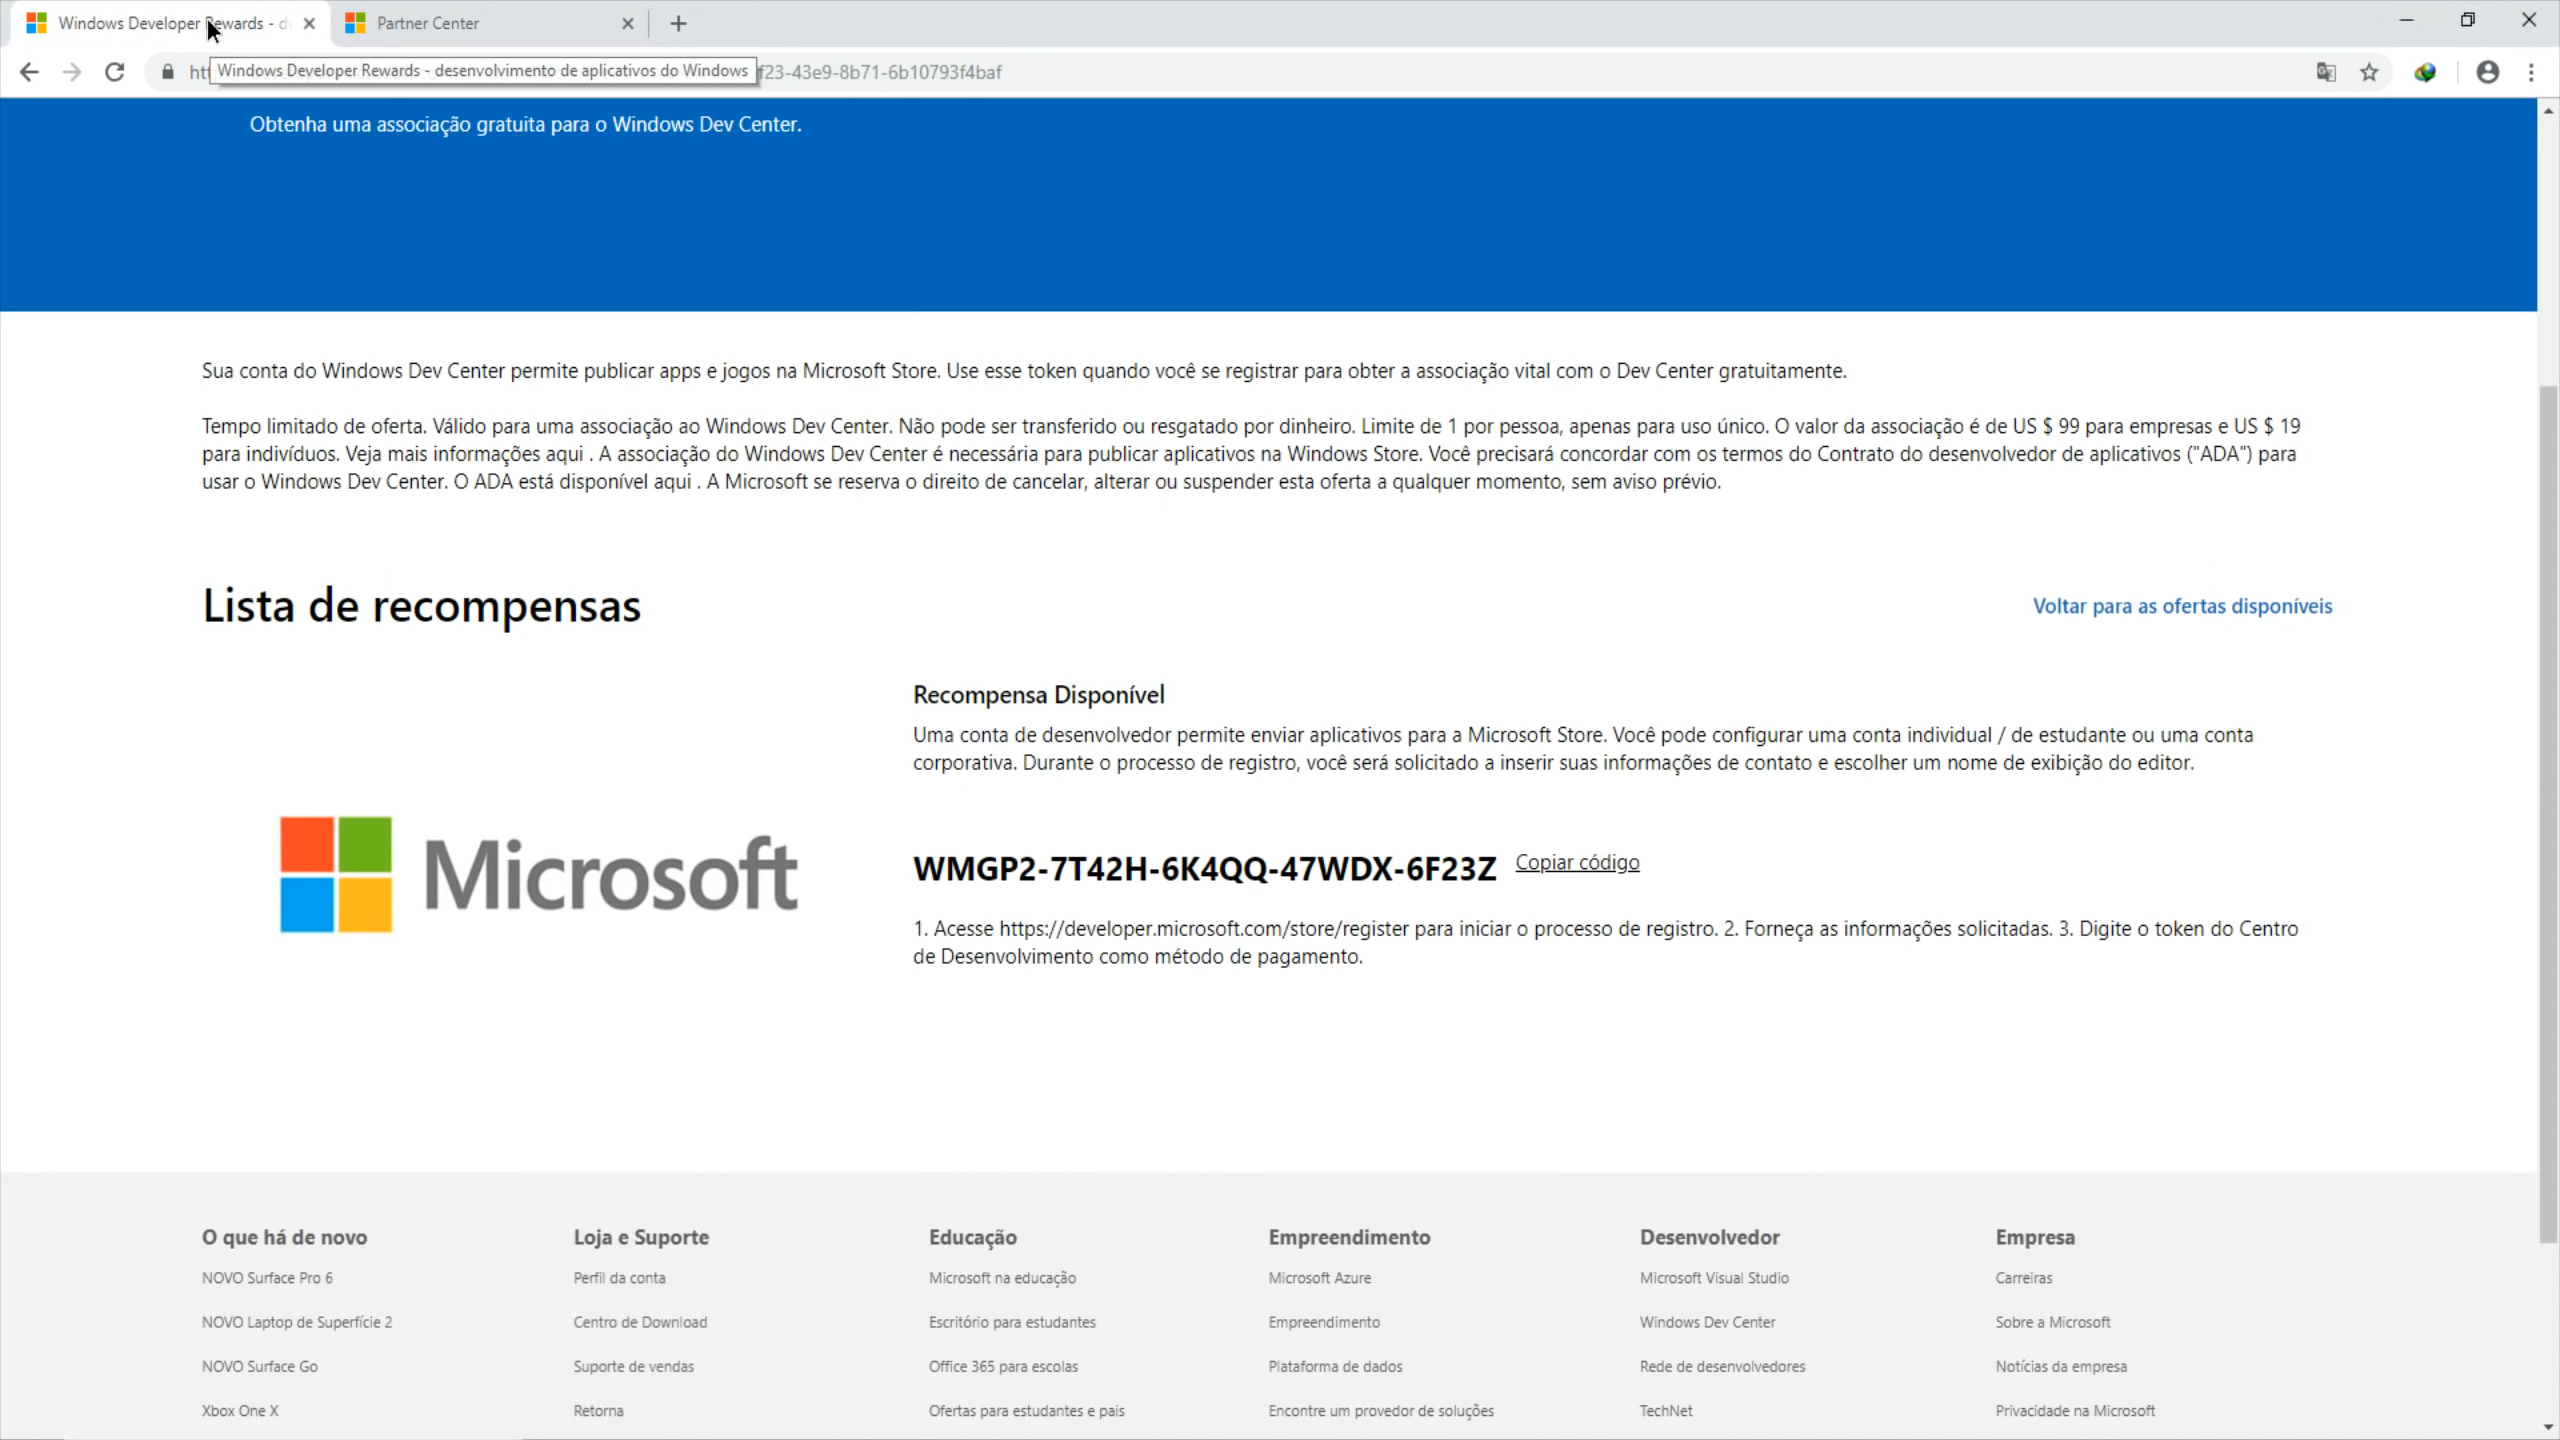 Windows Developer Rewards - d
Partner Center
Windows Developer Rewards - desenvolvimento de aplicativos do Windows
f23-43e9-8b71-6b10793f4baf
Obtenha uma associação gratuita para o Windows Dev Center.
Sua conta do Windows Dev Center permite publicar apps e jogos na Microsoft Store. Use esse token quando você se registrar para obter a associação vital com o Dev Center gratuitamente.
Tempo limitado de oferta. Válido para uma associação ao Windows Dev Center. Não pode ser transferido ou resgatado por dinheiro. Limite de 1 por pessoa, apenas para uso único. O valor da associação é de US $ 99 para empresas e US $ 19
para indivíduos. Veja mais informações aqui . A associação do Windows Dev Center é necessária para publicar aplicativos na Windows Store. Você precisará concordar com os termos do Contrato do desenvolvedor de aplicativos ("ADA") para
usar o Windows Dev Center. O ADA está disponível aqui . A Microsoft se reserva o direito de cancelar, alterar ou suspender esta oferta a qualquer momento, sem aviso prévio.
Lista de recompensas
Voltar para as ofertas disponíveis
Recompensa Disponível
Uma conta de desenvolvedor permite enviar aplicativos para a Microsoft Store. Você pode configurar uma conta individual / de estudante ou uma conta
corporativa. Durante o processo de registro, você será solicitado a inserir suas informações de contato e escolher um nome de exibição do editor.
Microsoft
WMGP2-7T42H-6K4QQ-47WDX-6F23Z Copiar código
1. Acesse https://developer.microsoft.com/store/register para iniciar o processo de registro. 2. Forneça as informações solicitadas. 3. Digite o token do Centro
de Desenvolvimento como método de pagamento.
O que há de novo
NOVO Surface Pro 6
NOVO Laptop de Superfície 2
NOVO Surface Go
Xbox One X
Loja e Suporte
Perfil da conta
Centro de Download
Suporte de vendas
Retorna
Educação
Microsoft na educação
Escritório para estudantes
Office 365 para escolas
Ofertas para estudantes e pais
Empreendimento
Microsoft Azure
Empreendimento
Plataforma de dados
Encontre um provedor de soluções
Desenvolvedor
Microsoft Visual Studio
Windows Dev Center
Rede de desenvolvedores
TechNet
Empresa
Carreiras
Sobre a Microsoft
Notícias da empresa
Privacidade na Microsoft